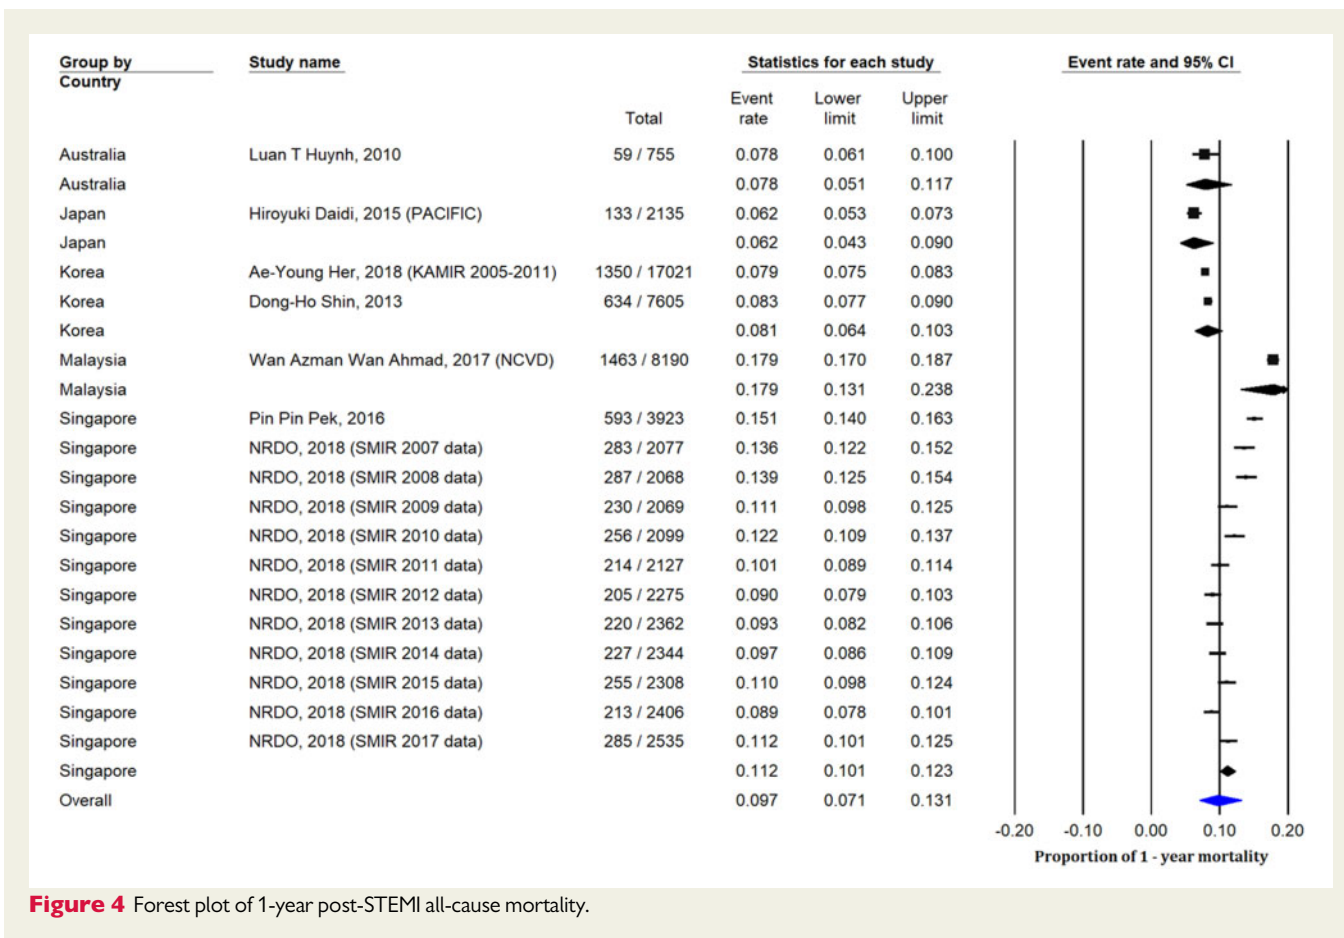 Group by Study name Statistics for each study Event rate and 95% CI
Country
Event Lower Upper
Total rate limit limit
Australia Luan T Huynh, 2010 59 / 755 0.078 0.061 0.100
Australia 0.078 0.051 0.117
Japan Hiroyuki Daidi, 2015 (PACIFIC) 133 / 2135 0.062 0.053 0.073
Japan 0.062 0.043 0.090
Korea Ae-Young Her, 2018 (KAMIR 2005-2011) 1350 / 17021 0.079 0.075 0.083
Korea Dong-Ho Shin, 2013 634 / 7605 0.083 0.077 0.090
Korea 0.081 0.064 0.103
Malaysia Wan Azman Wan Ahmad, 2017 (NCVD) 1463 / 8190 0.179 0.170 0.187
Malaysia 0.179 0.131 0.238
Singapore Pin Pin Pek, 2016 593 / 3923 0.151 0.140 0.163
Singapore NRDO, 2018 (SMIR 2007 data) 283 / 2077 0.136 0.122 0.152
Singapore NRDO, 2018 (SMIR 2008 data) 287 / 2068 0.139 0.125 0.154
Singapore NRDO, 2018 (SMIR 2009 data) 230 / 2069 0.111 0.098 0.125
Singapore NRDO, 2018 (SMIR 2010 data) 256 / 2099 0.122 0.109 0.137
Singapore NRDO, 2018 (SMIR 2011 data) 214 / 2127 0.101 0.089 0.114
Singapore NRDO, 2018 (SMIR 2012 data) 205 / 2275 0.090 0.079 0.103
Singapore NRDO, 2018 (SMIR 2013 data) 220 / 2362 0.093 0.082 0.106
Singapore NRDO, 2018 (SMIR 2014 data) 227 / 2344 0.097 0.086 0.109
Singapore NRDO, 2018 (SMIR 2015 data) 255 / 2308 0.110 0.098 0.124
Singapore NRDO, 2018 (SMIR 2016 data) 213 / 2406 0.089 0.078 0.101
Singapore NRDO, 2018 (SMIR 2017 data) 285 / 2535 0.112 0.101 0.125
Singapore 0.112 0.101 0.123
Overall 0.097 0.071 0.131
-0.20 -0.10 0.00 0.10 0.20
Proportion of 1 - year mortality
Figure 4 Forest plot of 1-year post-STEMI all-cause mortality.